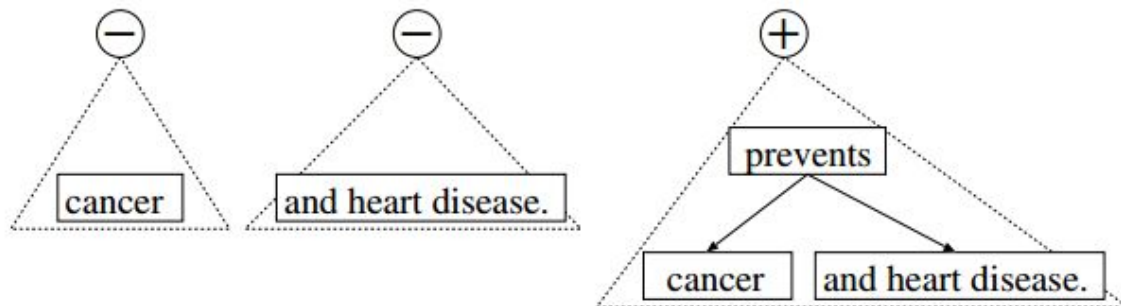 − − +
prevents
cancer and heart disease.
cancer and heart disease.